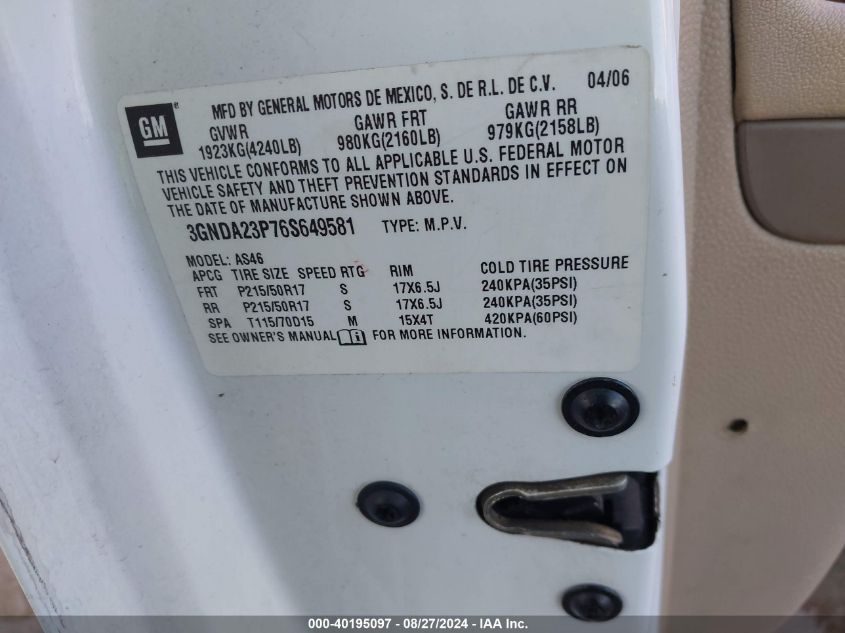 GM
MFD BY GENERAL MOTORS DE MEXICO, S. DE R.L. DE C.V. 04/06
GVWR GAWR FRT GAWR RR
1923KG(4240LB) 980KG(2160LB) 979KG(2158LB)
THIS VEHICLE CONFORMS TO ALL APPLICABLE U.S. FEDERAL MOTOR
VEHICLE SAFETY AND THEFT PREVENTION STANDARDS IN EFFECT ON
THE DATE OF MANUFACTURE SHOWN ABOVE.
3GNDA23P76S649581 TYPE: M.P.V.
MODEL: AS46
APCG TIRE SIZE SPEED RTG RIM COLD TIRE PRESSURE
FRT P215/50R17 S 17X6.5J 240KPA(35PSI)
RR P215/50R17 S 17X6.5J 240KPA(35PSI)
SPA T115/70D15 M 15X4T 420KPA(60PSI)
SEE OWNER'S MANUAL FOR MORE INFORMATION.
000-40195097 - 08/27/2024 - IAA Inc.